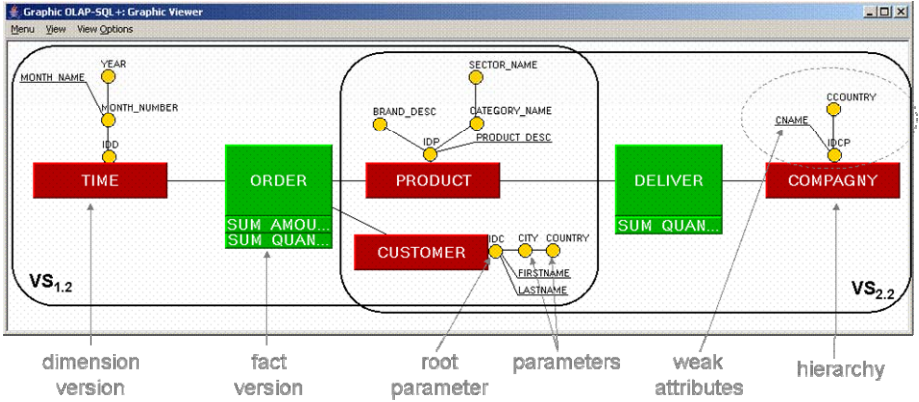 Graphic OLAP-SQL+: Graphic Viewer
Menu View View Options
YEAR
MONTH_NAME
MONTH_NUMBER
IDD
TIME
ORDER
SUM AMOU...
SUM QUAN...
SECTOR_NAME
BRAND_DESC
CATEGORY_NAME
IDP
PRODUCT_DESC
PRODUCT
CUSTOMER
IDC CITY COUNTRY
FIRSTNAME
LASTNAME
DELIVER
SUM QUAN...
CCOUNTRY
CNAME
IDCP
COMPAGNY
VS1.2
VS2.2
dimension
version
fact
version
root
parameter
parameters
weak
attributes
hierarchy